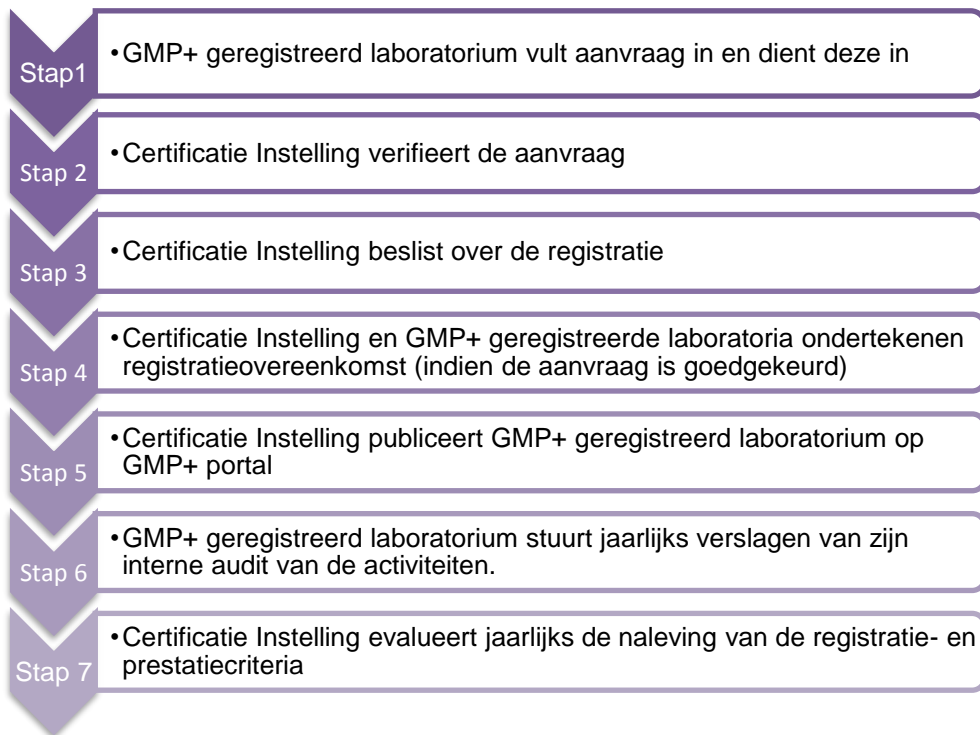 Stap1
•GMP+ geregistreerd laboratorium vult aanvraag in en dient deze in
Stap 2
•Certificatie Instelling verifieert de aanvraag
Stap 3
•Certificatie Instelling beslist over de registratie
Stap 4
•Certificatie Instelling en GMP+ geregistreerde laboratoria ondertekenen
registratieovereenkomst (indien de aanvraag is goedgekeurd)
Stap 5
•Certificatie Instelling publiceert GMP+ geregistreerd laboratorium op
GMP+ portal
Stap 6
•GMP+ geregistreerd laboratorium stuurt jaarlijks verslagen van zijn
interne audit van de activiteiten.
Stap 7
•Certificatie Instelling evalueert jaarlijks de naleving van de registratie- en
prestatiecriteria